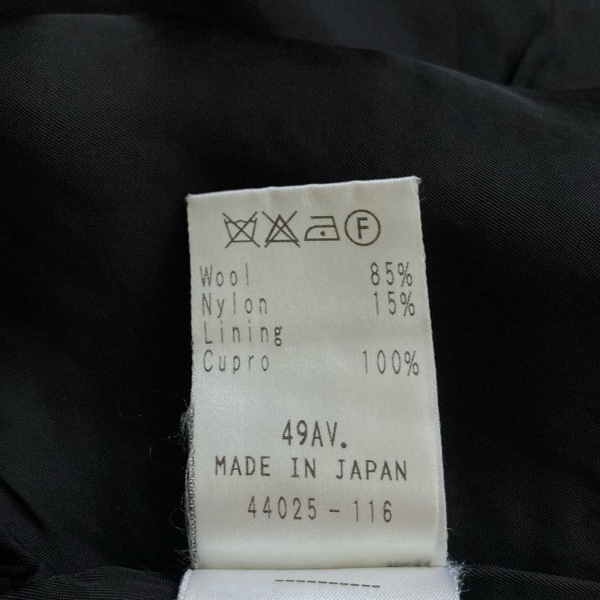 F
Wool 85%
Nylon 15%
Lining
Cupro 100%
49AV.
MADE IN JAPAN
44025-116